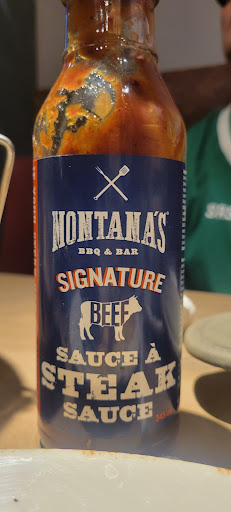 MONTANA'S
BBQ & BAR
SIGNATURE
BEEF
SAUCE À
STEAK
SAUCE